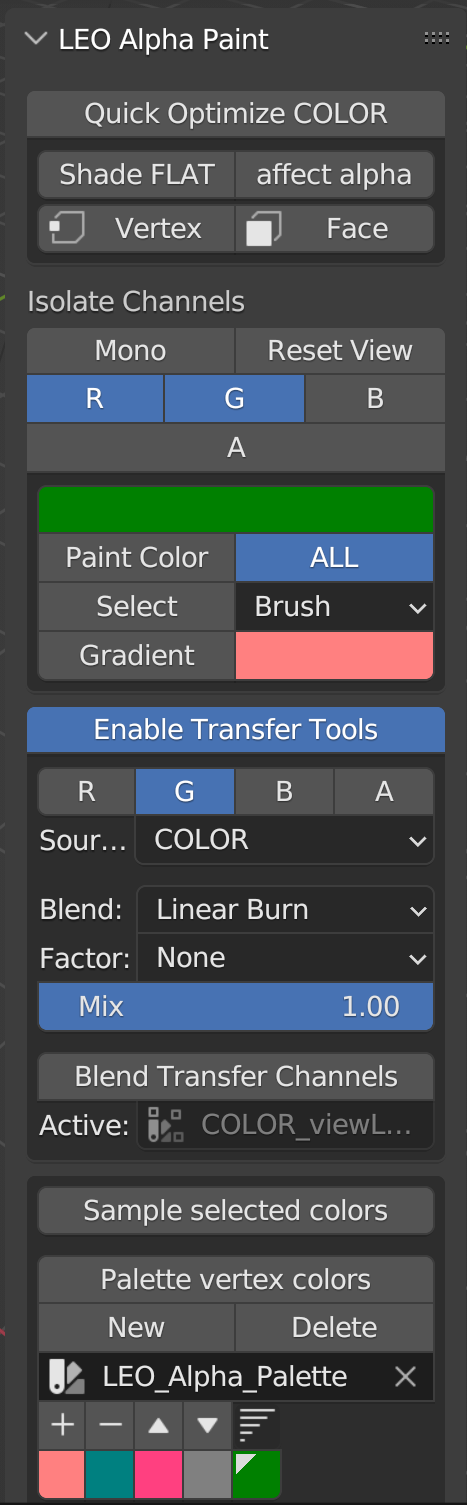 LEO Alpha Paint
Quick Optimize COLOR
Shade FLAT affect alpha
Vertex Face
Isolate Channels
Mono Reset View
R G B
A
Paint Color ALL
Select Brush
Gradient
Enable Transfer Tools
R G B A
Sour... COLOR
Blend: Linear Burn
Factor: None
Mix 1.00
Blend Transfer Channels
Active: COLOR_viewL...
Sample selected colors
Palette vertex colors
New Delete
LEO_Alpha_Palette